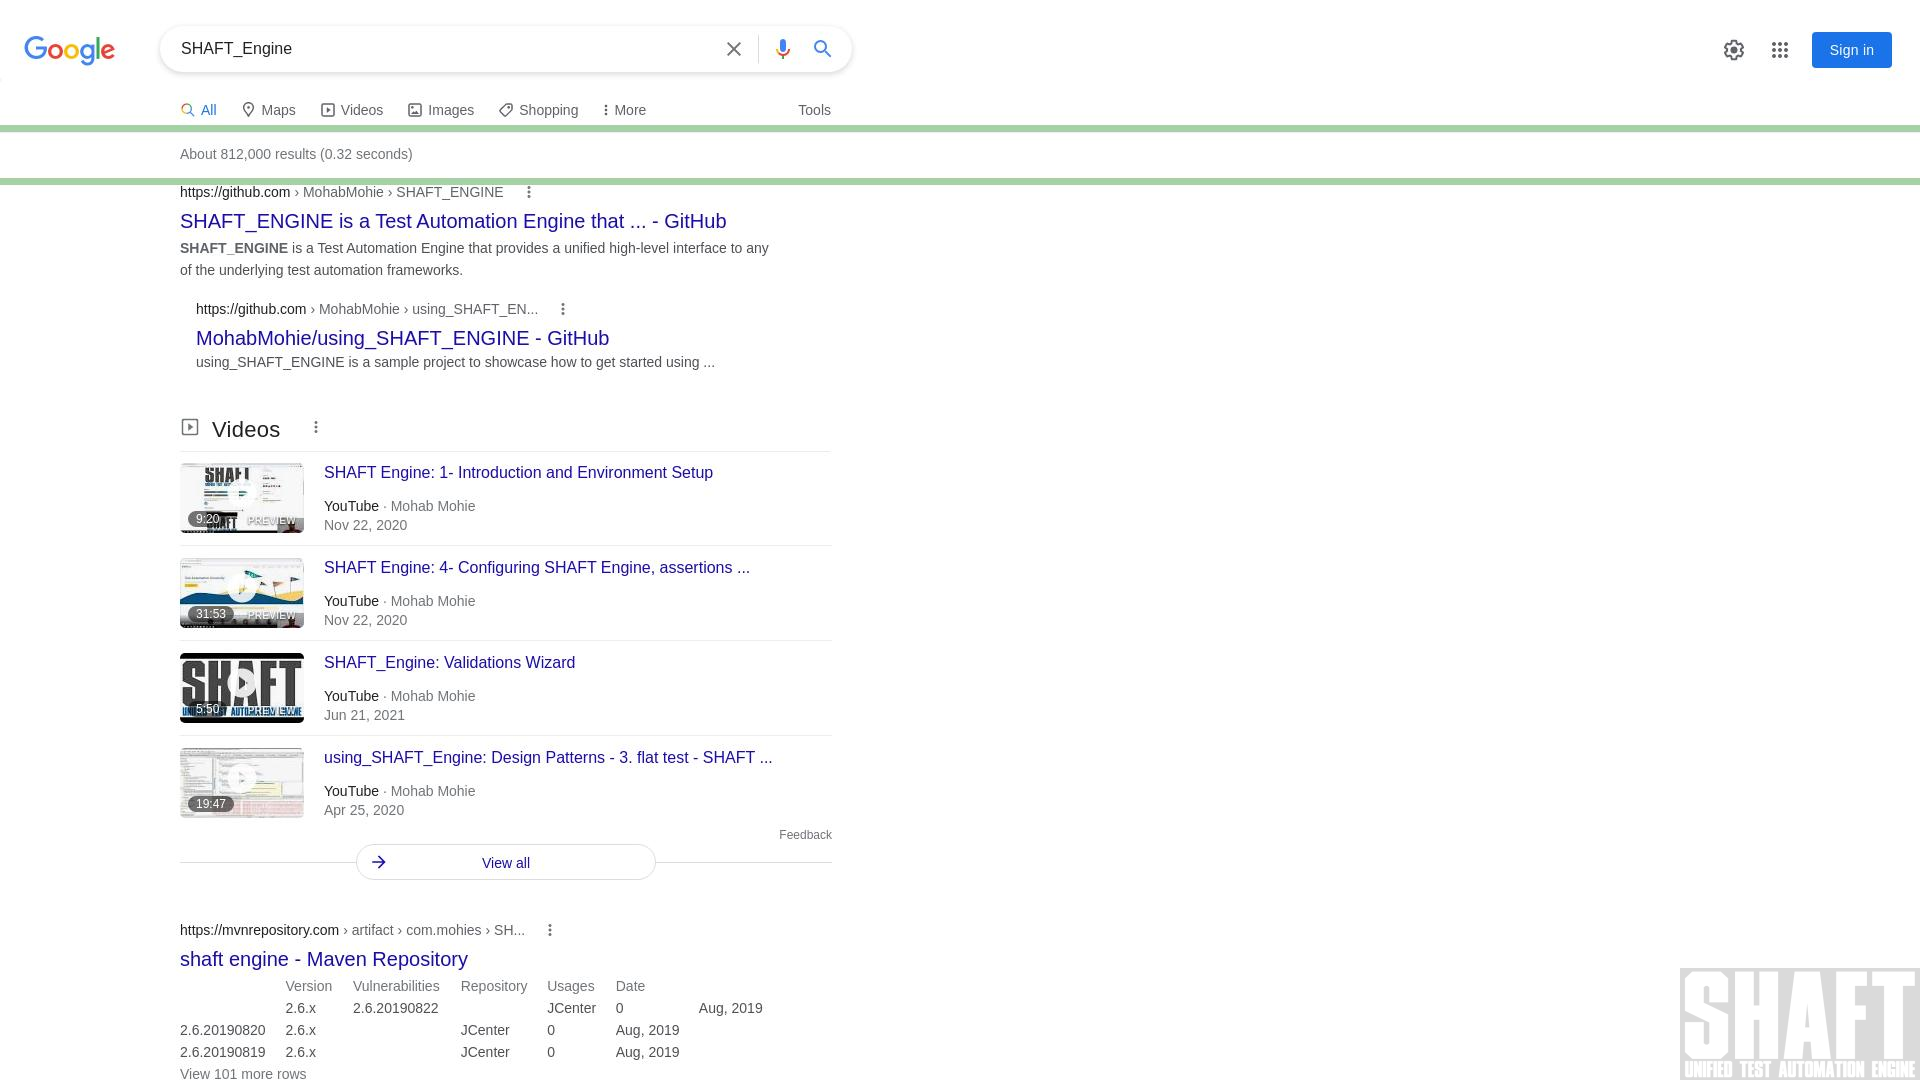 Google
SHAFT_Engine
Sign in
All Maps Videos Images Shopping More Tools
About 812,000 results (0.32 seconds)
https://github.com › MohabMohie › SHAFT_ENGINE
SHAFT_ENGINE is a Test Automation Engine that ... - GitHub
SHAFT_ENGINE is a Test Automation Engine that provides a unified high-level interface to any
of the underlying test automation frameworks.
https://github.com › MohabMohie › using_SHAFT_EN...
MohabMohie/using_SHAFT_ENGINE - GitHub
using_SHAFT_ENGINE is a sample project to showcase how to get started using ...
Videos
SHAFT
9:20 PREVIEW
SHAFT Engine: 1- Introduction and Environment Setup
YouTube · Mohab Mohie
Nov 22, 2020
31:53 PREVIEW
SHAFT Engine: 4- Configuring SHAFT Engine, assertions ...
YouTube · Mohab Mohie
Nov 22, 2020
SHAFT
UNIFIED TEST AUTOMATION ENGINE
5:50 PREVIEW
SHAFT_Engine: Validations Wizard
YouTube · Mohab Mohie
Jun 21, 2021
19:47
using_SHAFT_Engine: Design Patterns - 3. flat test - SHAFT ...
YouTube · Mohab Mohie
Apr 25, 2020
Feedback
View all
https://mvnrepository.com › artifact › com.mohies › SH...
shaft engine - Maven Repository
Version Vulnerabilities Repository Usages Date
2.6.x 2.6.20190822 JCenter 0 Aug, 2019
2.6.20190820 2.6.x JCenter 0 Aug, 2019
2.6.20190819 2.6.x JCenter 0 Aug, 2019
View 101 more rows
SHAFT
UNIFIED TEST AUTOMATION ENGINE